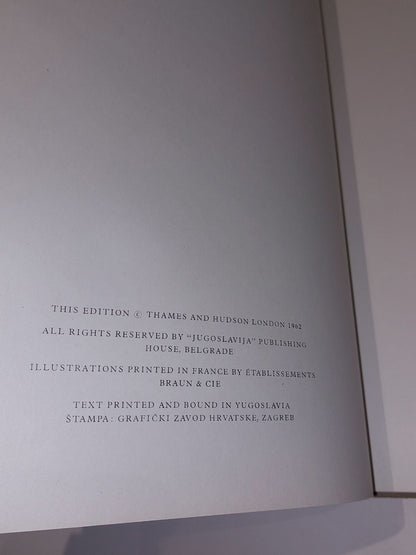 THIS EDITION © THAMES AND HUDSON LONDON 1962
ALL RIGHTS RESERVED BY "JUGOSLAVIJA" PUBLISHING
HOUSE, BELGRADE
ILLUSTRATIONS PRINTED IN FRANCE BY ÉTABLISSEMENTS
BRAUN & CIE
TEXT PRINTED AND BOUND IN YUGOSLAVIA
ŠTAMPA: GRAFIČKI ZAVOD HRVATSKE, ZAGREB